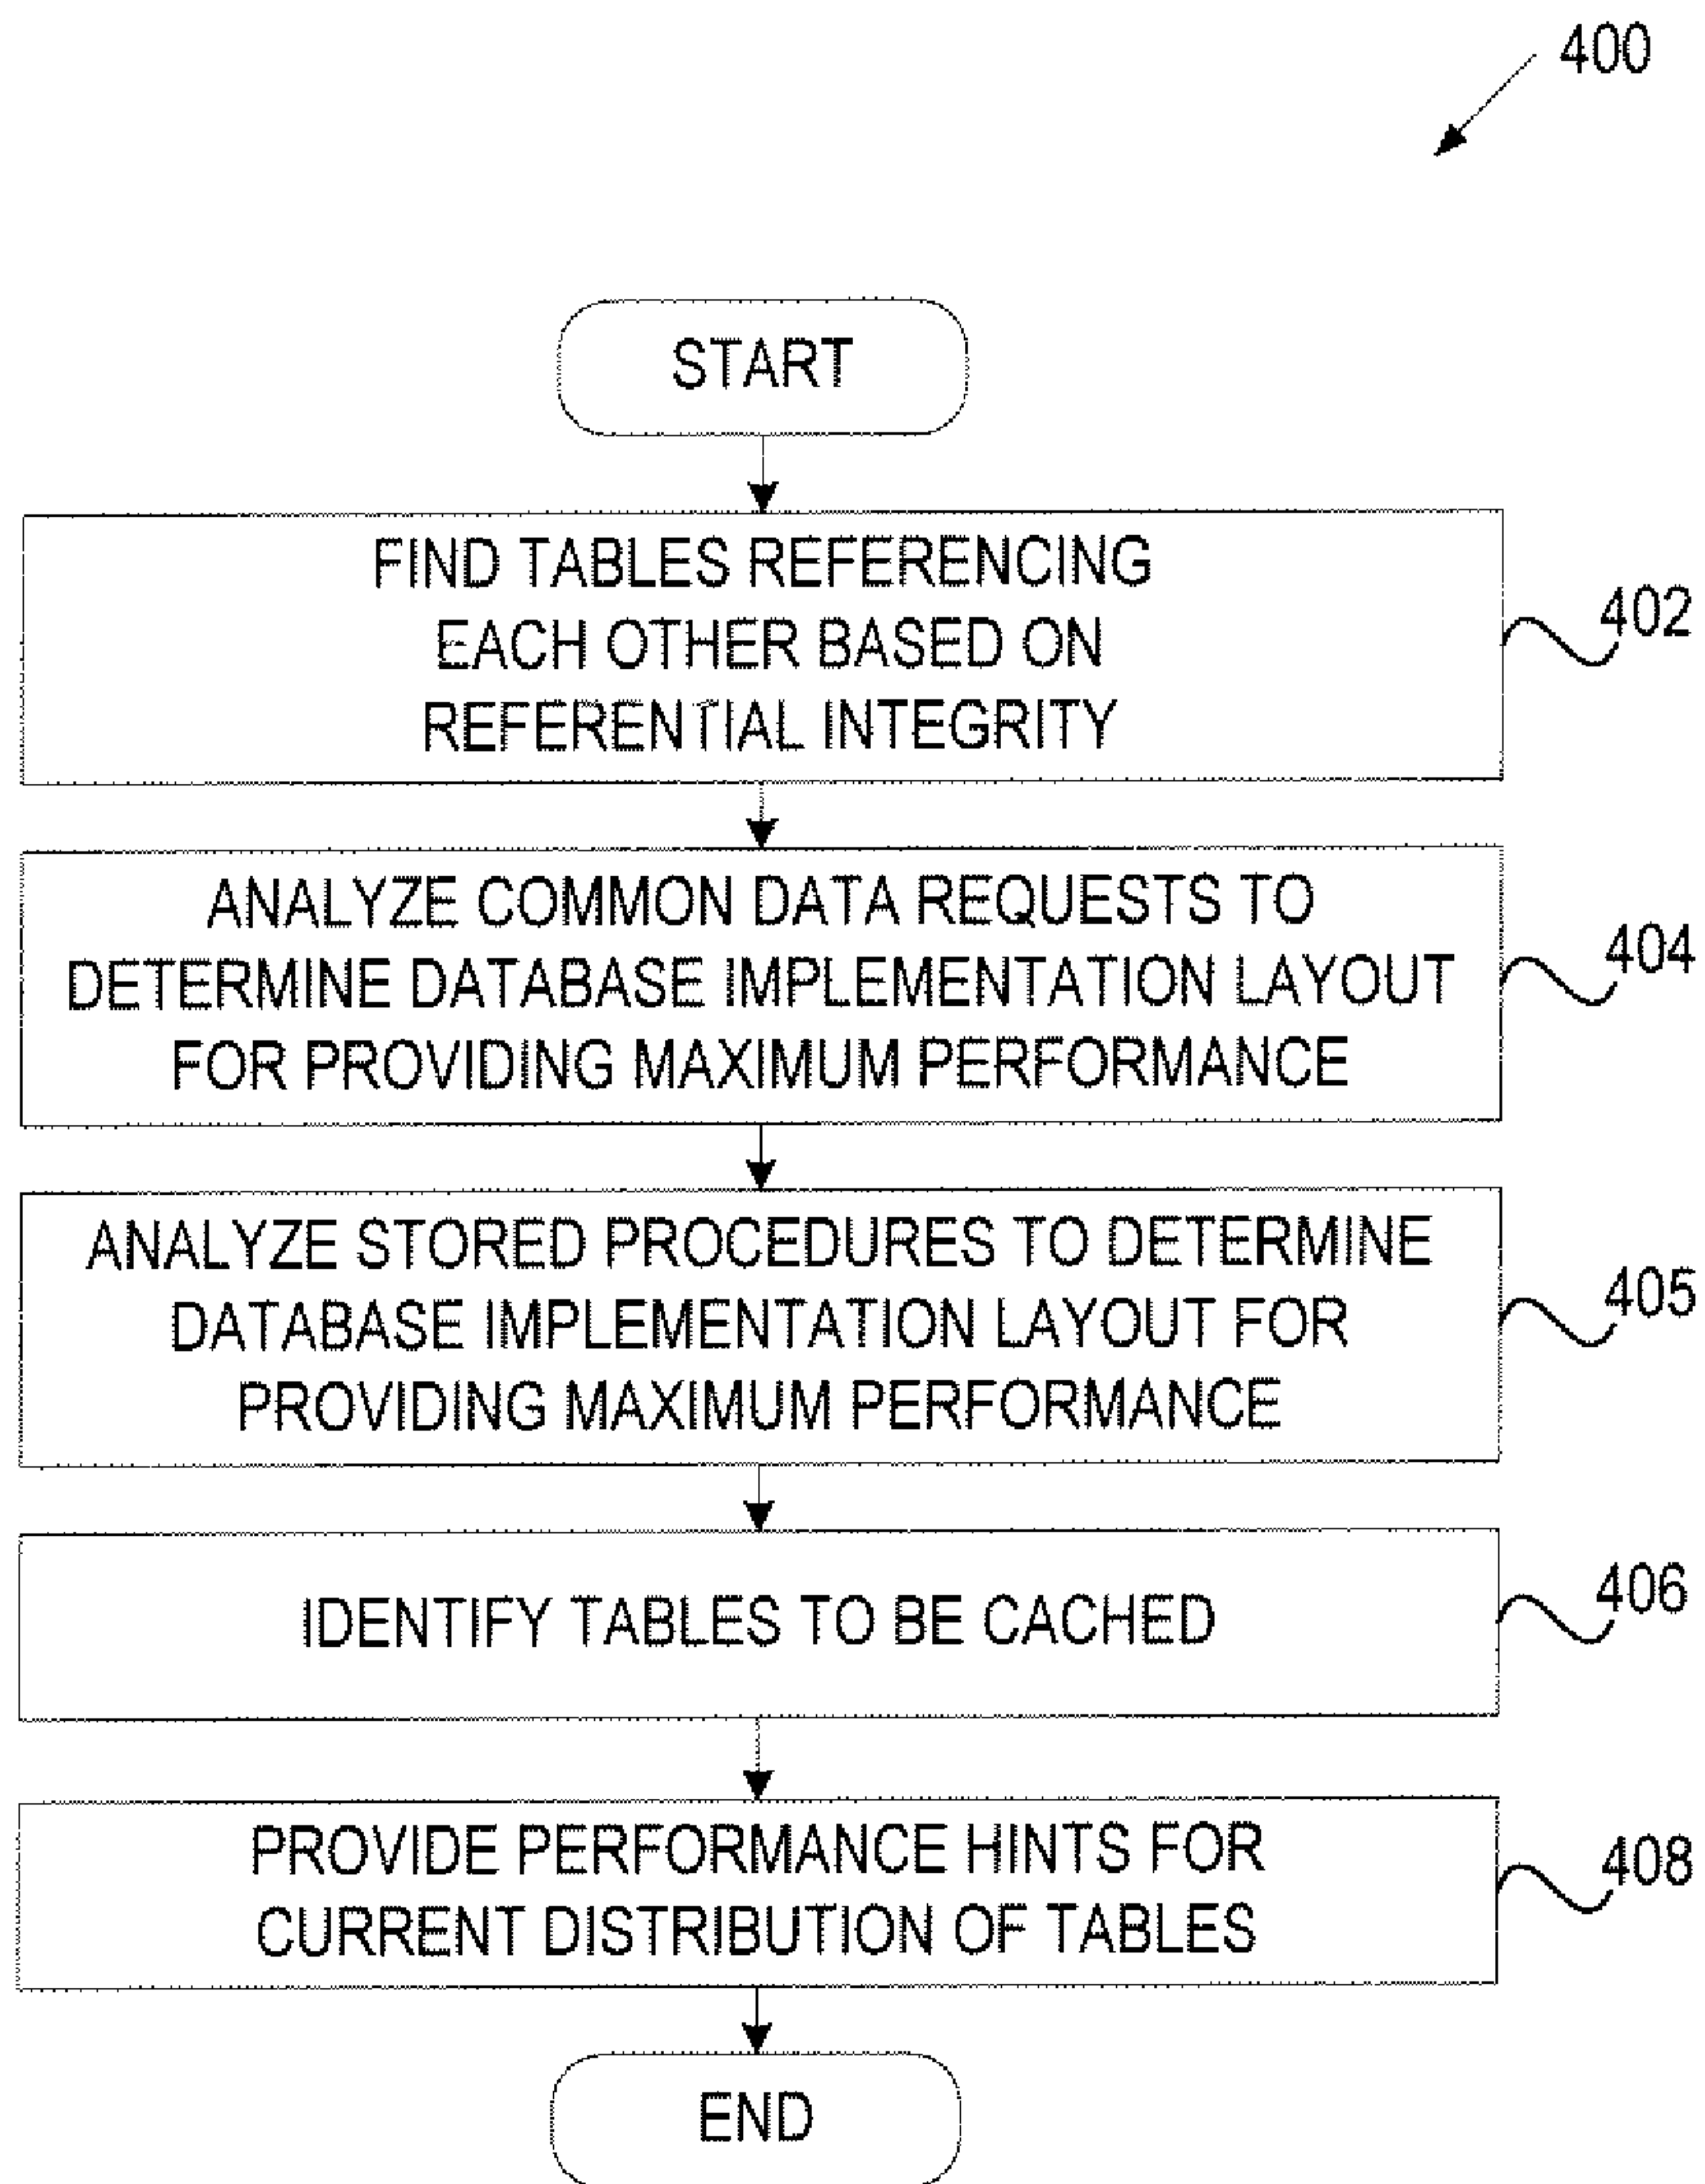 400
START
FIND TABLES REFERENCING
EACH OTHER BASED ON
REFERENTIAL INTEGRITY
402
ANALYZE COMMON DATA REQUESTS TO
DETERMINE DATABASE IMPLEMENTATION LAYOUT
FOR PROVIDING MAXIMUM PERFORMANCE
404
ANALYZE STORED PROCEDURES TO DETERMINE
DATABASE IMPLEMENTATION LAYOUT FOR
PROVIDING MAXIMUM PERFORMANCE
405
IDENTIFY TABLES TO BE CACHED
406
PROVIDE PERFORMANCE HINTS FOR
CURRENT DISTRIBUTION OF TABLES
408
END